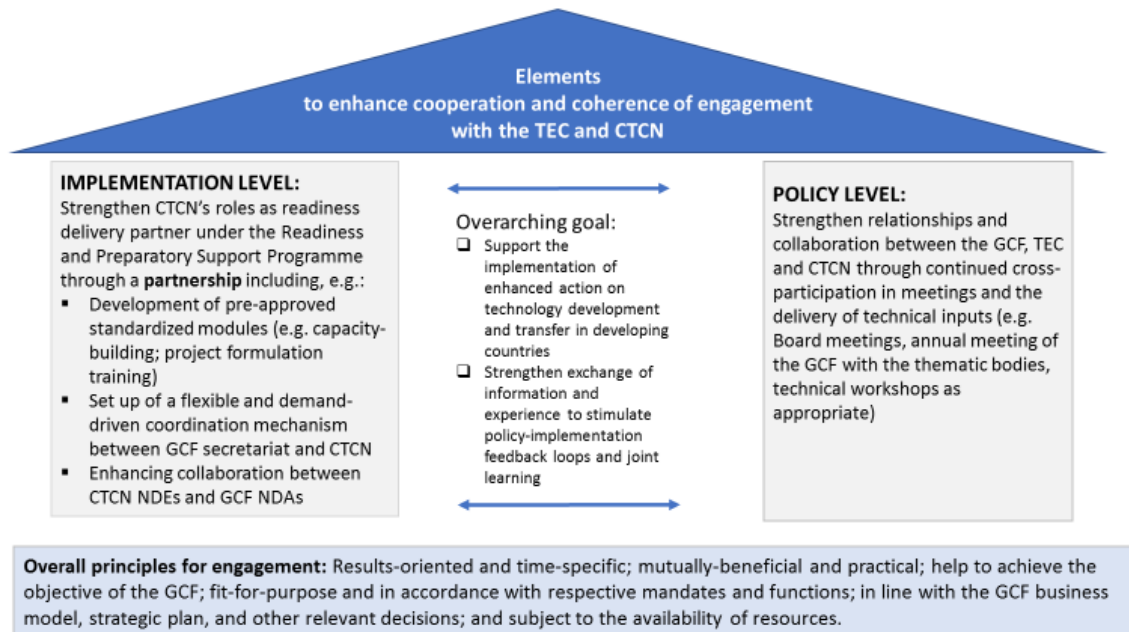 Elements
to enhance cooperation and coherence of engagement
with the TEC and CTCN
IMPLEMENTATION LEVEL:
Strengthen CTCN's roles as readiness
delivery partner under the Readiness
and Preparatory Support Programme
through a partnership including, e.g.:
▪ Development of pre-approved
standardized modules (e.g. capacity-
building; project formulation
training)
▪ Set up of a flexible and demand-
driven coordination mechanism
between GCF secretariat and CTCN
▪ Enhancing collaboration between
CTCN NDEs and GCF NDAs
Overarching goal:
❑ Support the
implementation of
enhanced action on
technology development
and transfer in developing
countries
❑ Strengthen exchange of
information and
experience to stimulate
policy-implementation
feedback loops and joint
learning
POLICY LEVEL:
Strengthen relationships and
collaboration between the GCF, TEC
and CTCN through continued cross-
participation in meetings and the
delivery of technical inputs (e.g.
Board meetings, annual meeting of
the GCF with the thematic bodies,
technical workshops as
appropriate)
Overall principles for engagement: Results-oriented and time-specific; mutually-beneficial and practical; help to achieve the
objective of the GCF; fit-for-purpose and in accordance with respective mandates and functions; in line with the GCF business
model, strategic plan, and other relevant decisions; and subject to the availability of resources.